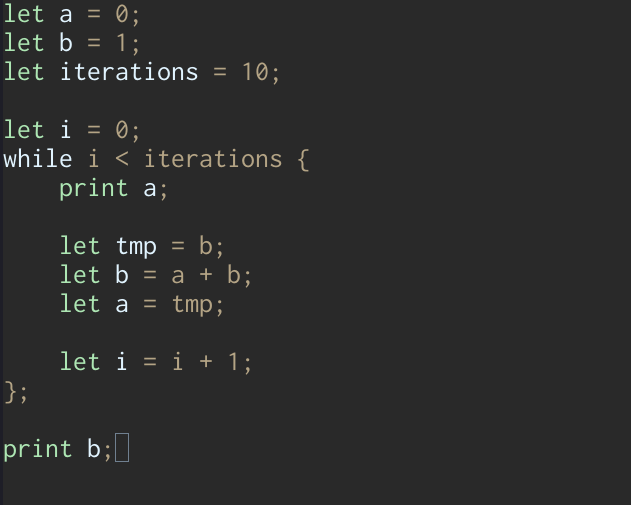 let a = 0;
let b = 1;
let iterations = 10;

let i = 0;
while i < iterations {
    print a;

    let tmp = b;
    let b = a + b;
    let a = tmp;

    let i = i + 1;
};

print b;